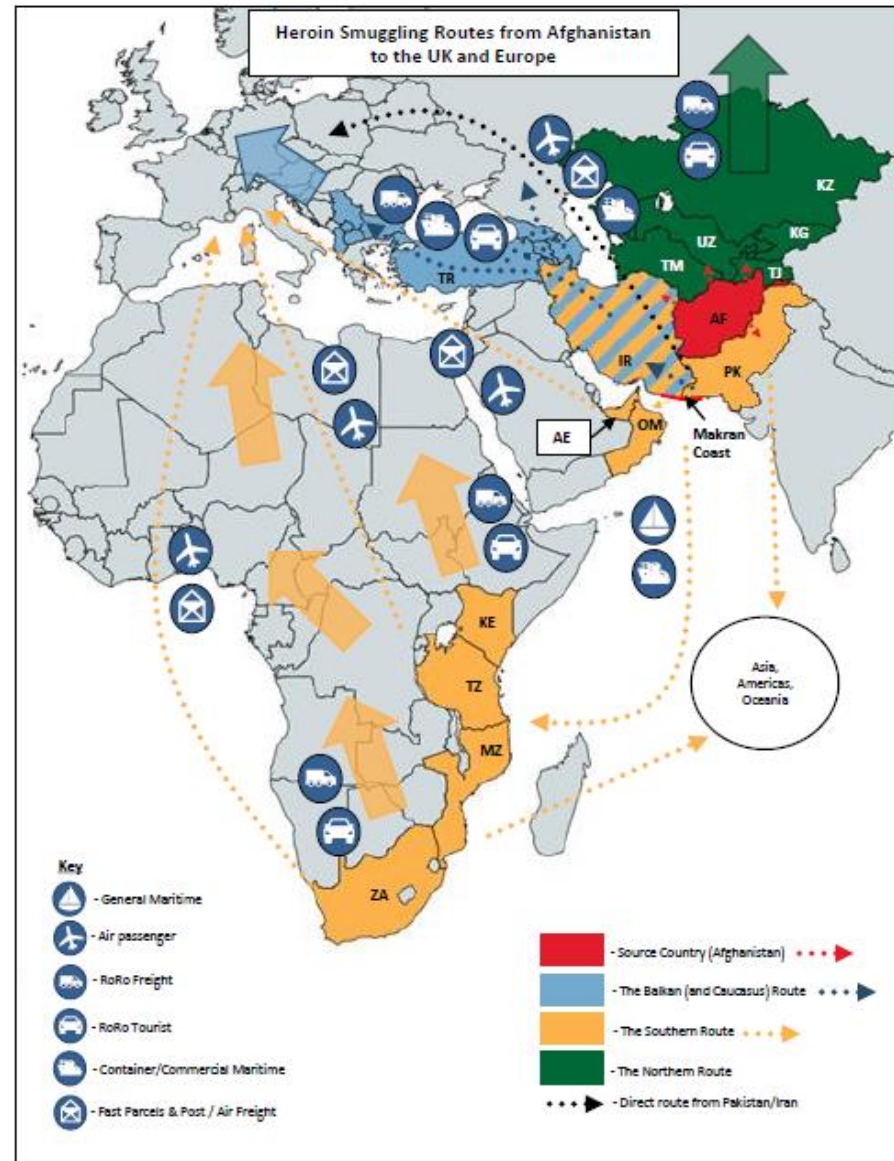 Heroin Smuggling Routes from Afghanistan
to the UK and Europe
KZ
UZ
KG
TM
TJ
TR
AF
IR
PK
AE
OM
Makran
Coast
KE
TZ
MZ
ZA
Asia,
Americas,
Oceania
Key
- General Maritime
- Air passenger
- RoRo Freight
- RoRo Tourist
- Container/Commercial Maritime
- Fast Parcels & Post / Air Freight
- Source Country (Afghanistan)
- The Balkan (and Caucasus) Route
- The Southern Route
- The Northern Route
- Direct route from Pakistan/Iran